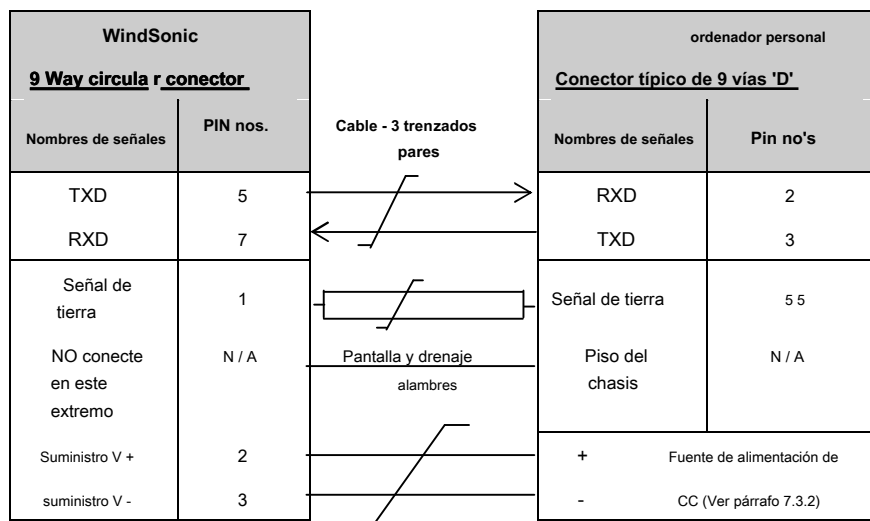 WindSonic
ordenador personal
9 Way circula r conector
Conector típico de 9 vías 'D'
Nombres de señales
PIN nos.
Cable - 3 trenzados
pares
Nombres de señales
Pin no's
TXD
5
RXD
2
RXD
7
TXD
3
Señal de
tierra
1
Señal de tierra
5 5
NO conecte
en este
extremo
N / A
Pantalla y drenaje
alambres
Piso del
chasis
N / A
Suministro V +
2
+
Fuente de alimentación de
suministro V -
3
-
CC (Ver párrafo 7.3.2)